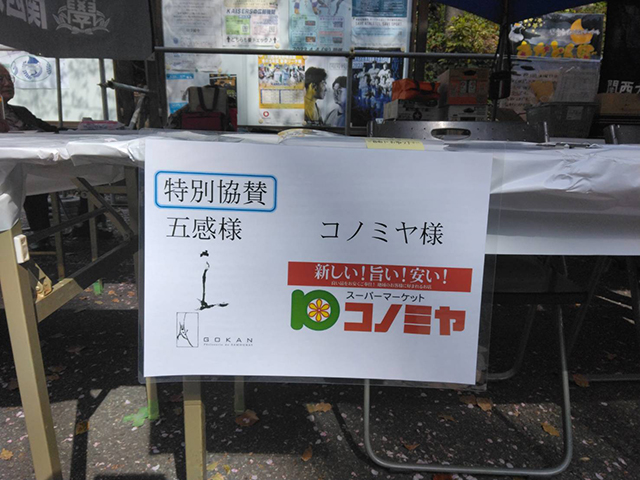 特別協賛
五感様
コノミヤ様
新しい!旨い!安い!
スーパーマーケット
コノミヤ
GOKAN